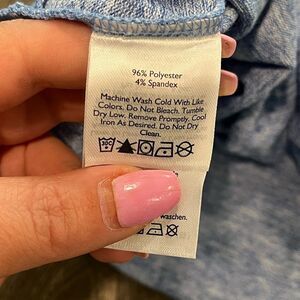 96% Polyester
4% Spandex
Machine Wash Cold With Like
Colors. Do Not Bleach. Tumble
Dry Low. Remove Promptly. Cool
Iron As Desired. Do Not Dry
Clean.
waschen.